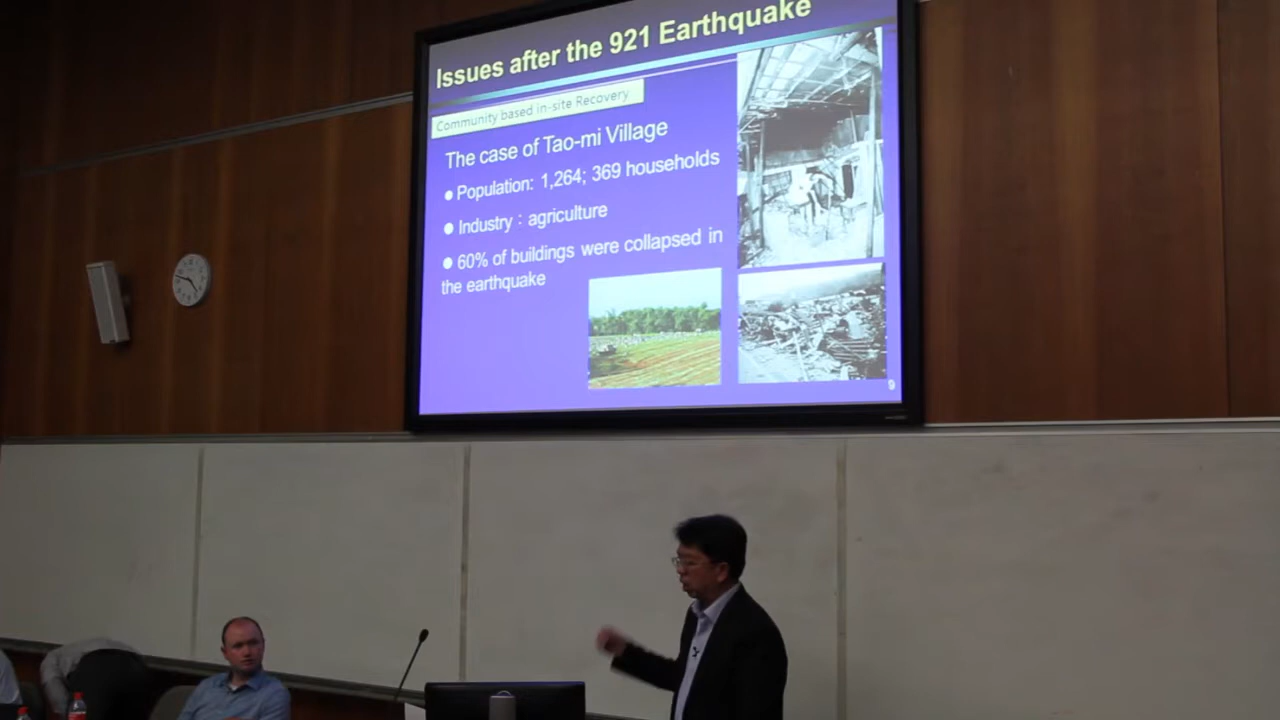 Issues after the 921 Earthquake
Community based in-site Recovery
The case of Tao-mi Village
● Population: 1,264; 369 households
● Industry : agriculture
● 60% of buildings were collapsed in
the earthquake
9